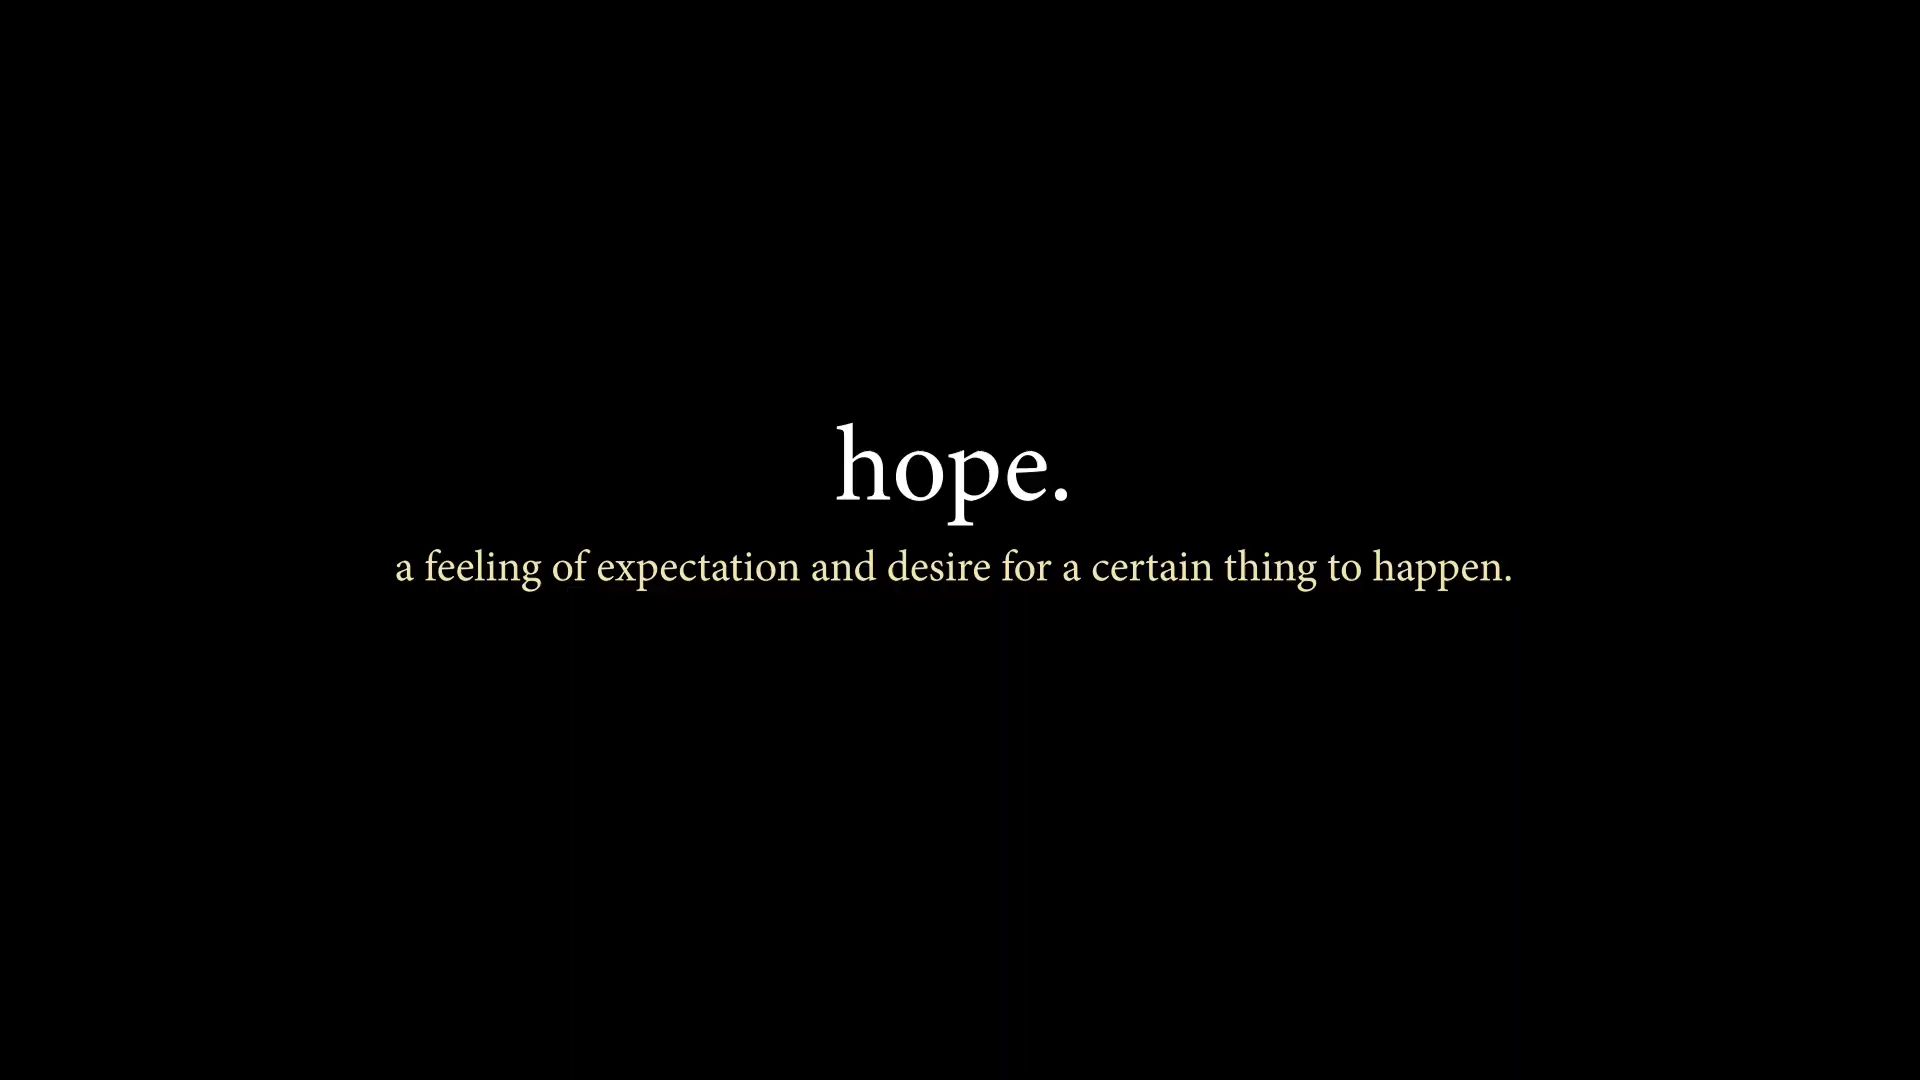 hope.
a feeling of expectation and desire for a certain thing to happen.